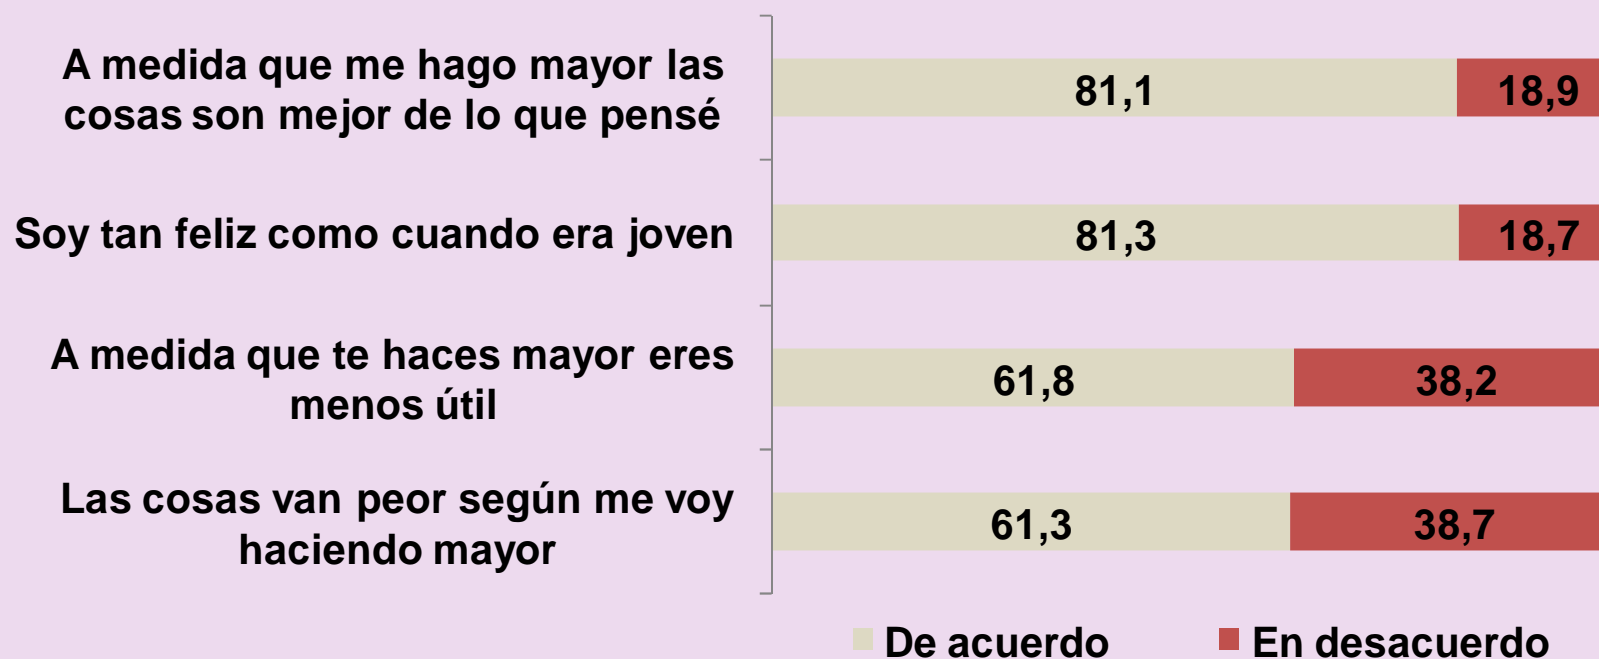 A medida que me hago mayor las
cosas son mejor de lo que pensé
81,1
18,9
Soy tan feliz como cuando era joven
81,3
18,7
A medida que te haces mayor eres
menos útil
61,8
38,2
Las cosas van peor según me voy
haciendo mayor
61,3
38,7
De acuerdo
En desacuerdo